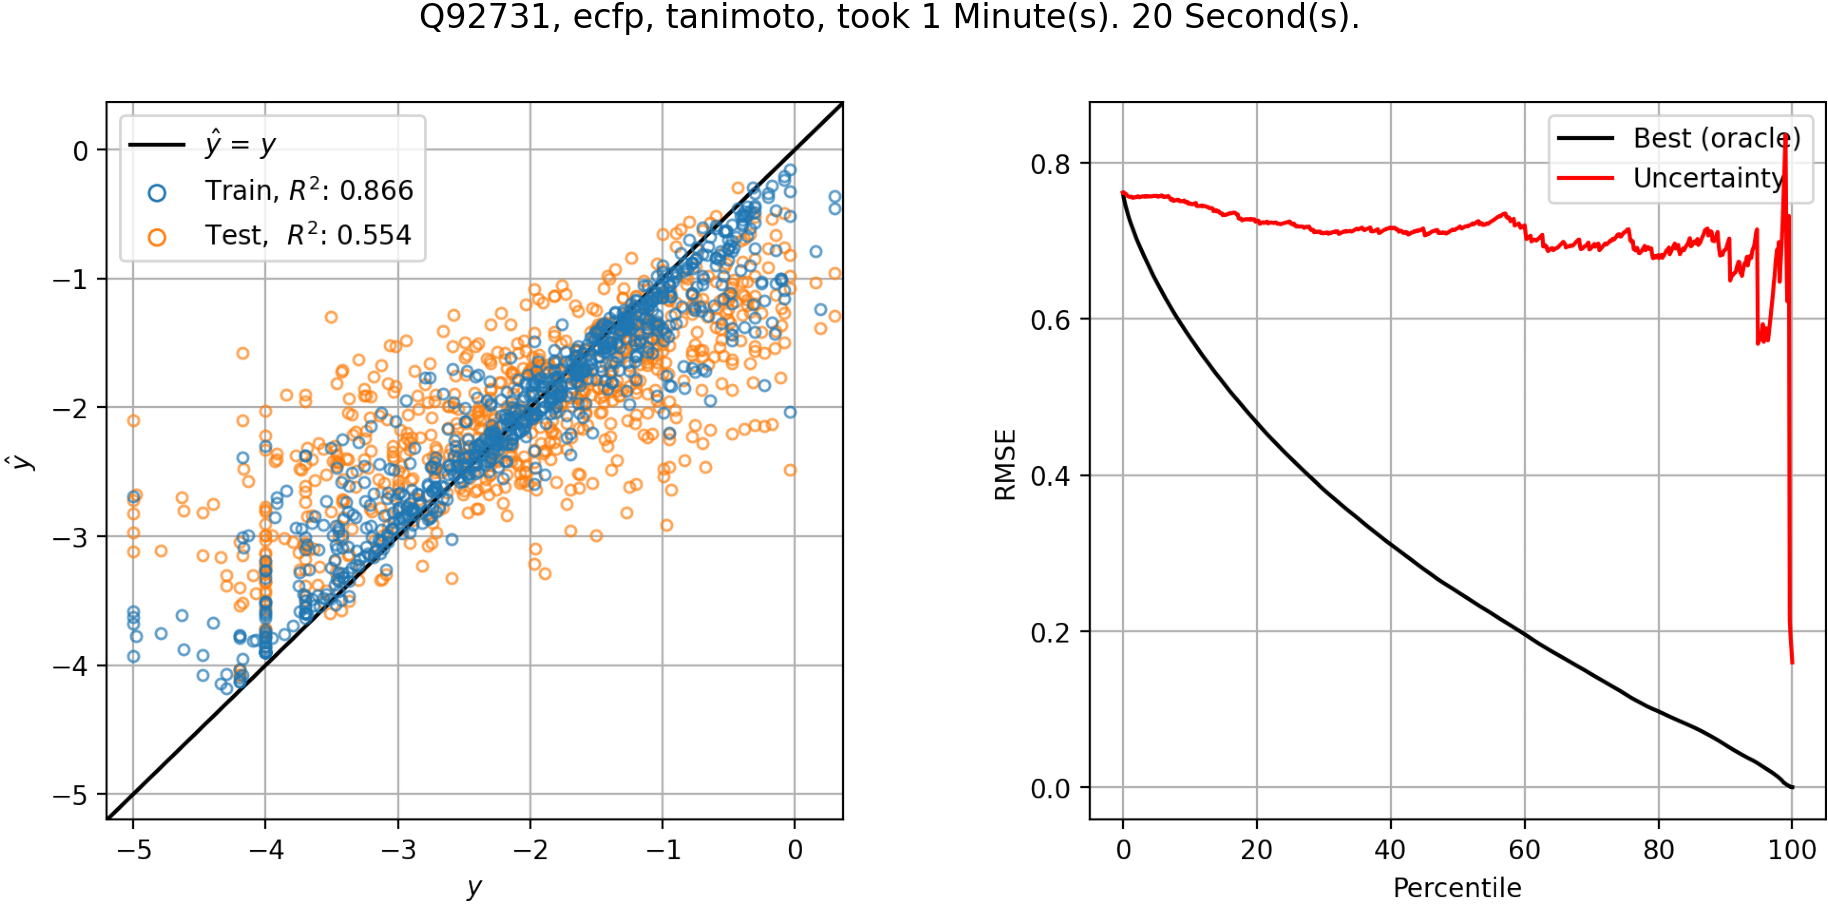 Q92731, ecfp, tanimoto, took 1 Minute(s). 20 Second(s).
ŷ = y
Train, R²: 0.866
Test, R²: 0.554
0
−1
−2
−3
−4
−5
−5 −4 −3 −2 −1 0
y
ŷ
Best (oracle)
Uncertainty
0.8
0.6
0.4
0.2
0.0
0 20 40 60 80 100
Percentile
RMSE